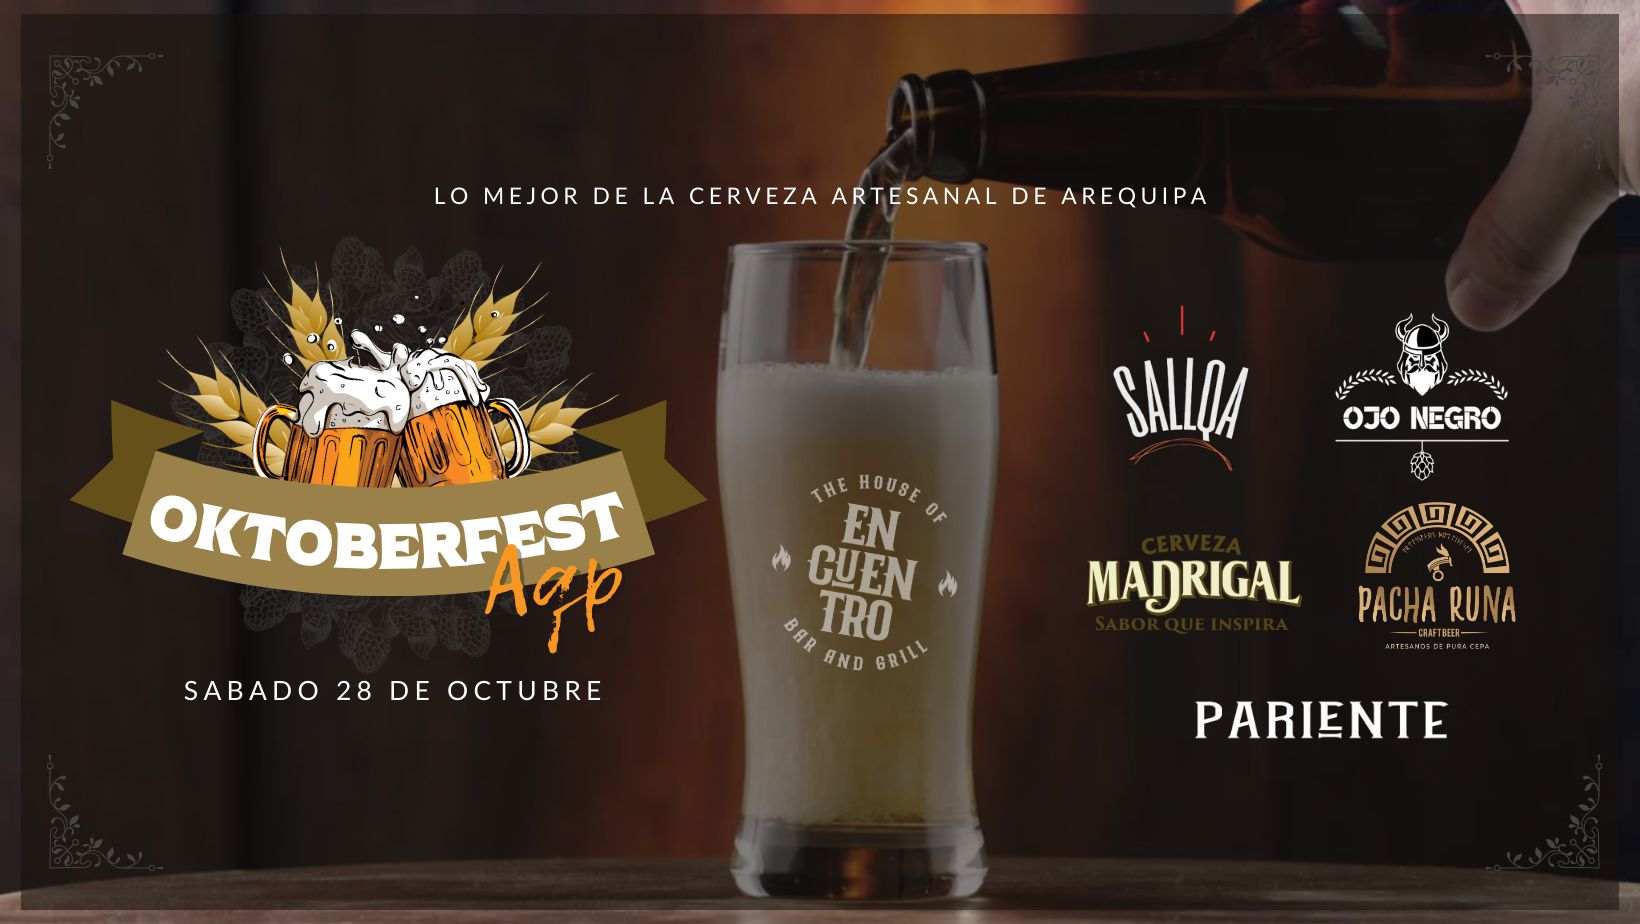 LO MEJOR DE LA CERVEZA ARTESANAL DE AREQUIPA
OKTOBERFEST
Aqp
SABADO 28 DE OCTUBRE
THE HOUSE OF
EN
CUEN
TRO
BAR AND GRILL
SALLQA
OJO NEGRO
CERVEZA
MADRIGAL
SABOR QUE INSPIRA
PACHA RUNA
CRAFT BEER
ARTESANOS DE PURA CEPA
PARIENTE